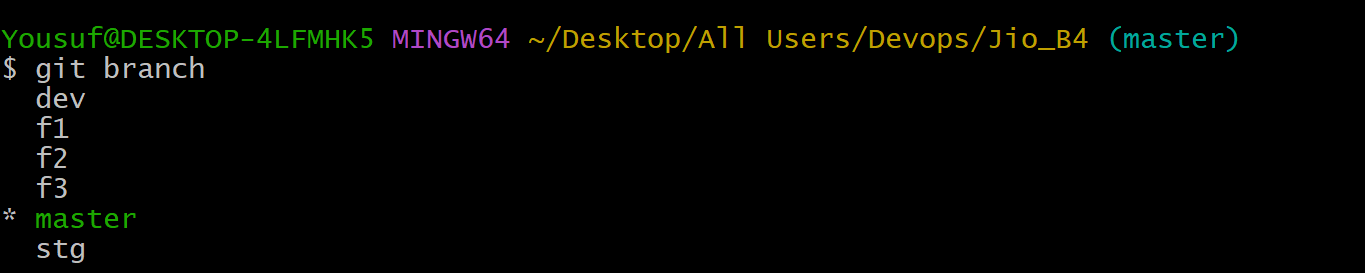 Yousuf@DESKTOP-4LFMHK5 MINGW64 ~/Desktop/All Users/Devops/Jio_B4 (master)
$ git branch
  dev
  f1
  f2
  f3
* master
  stg